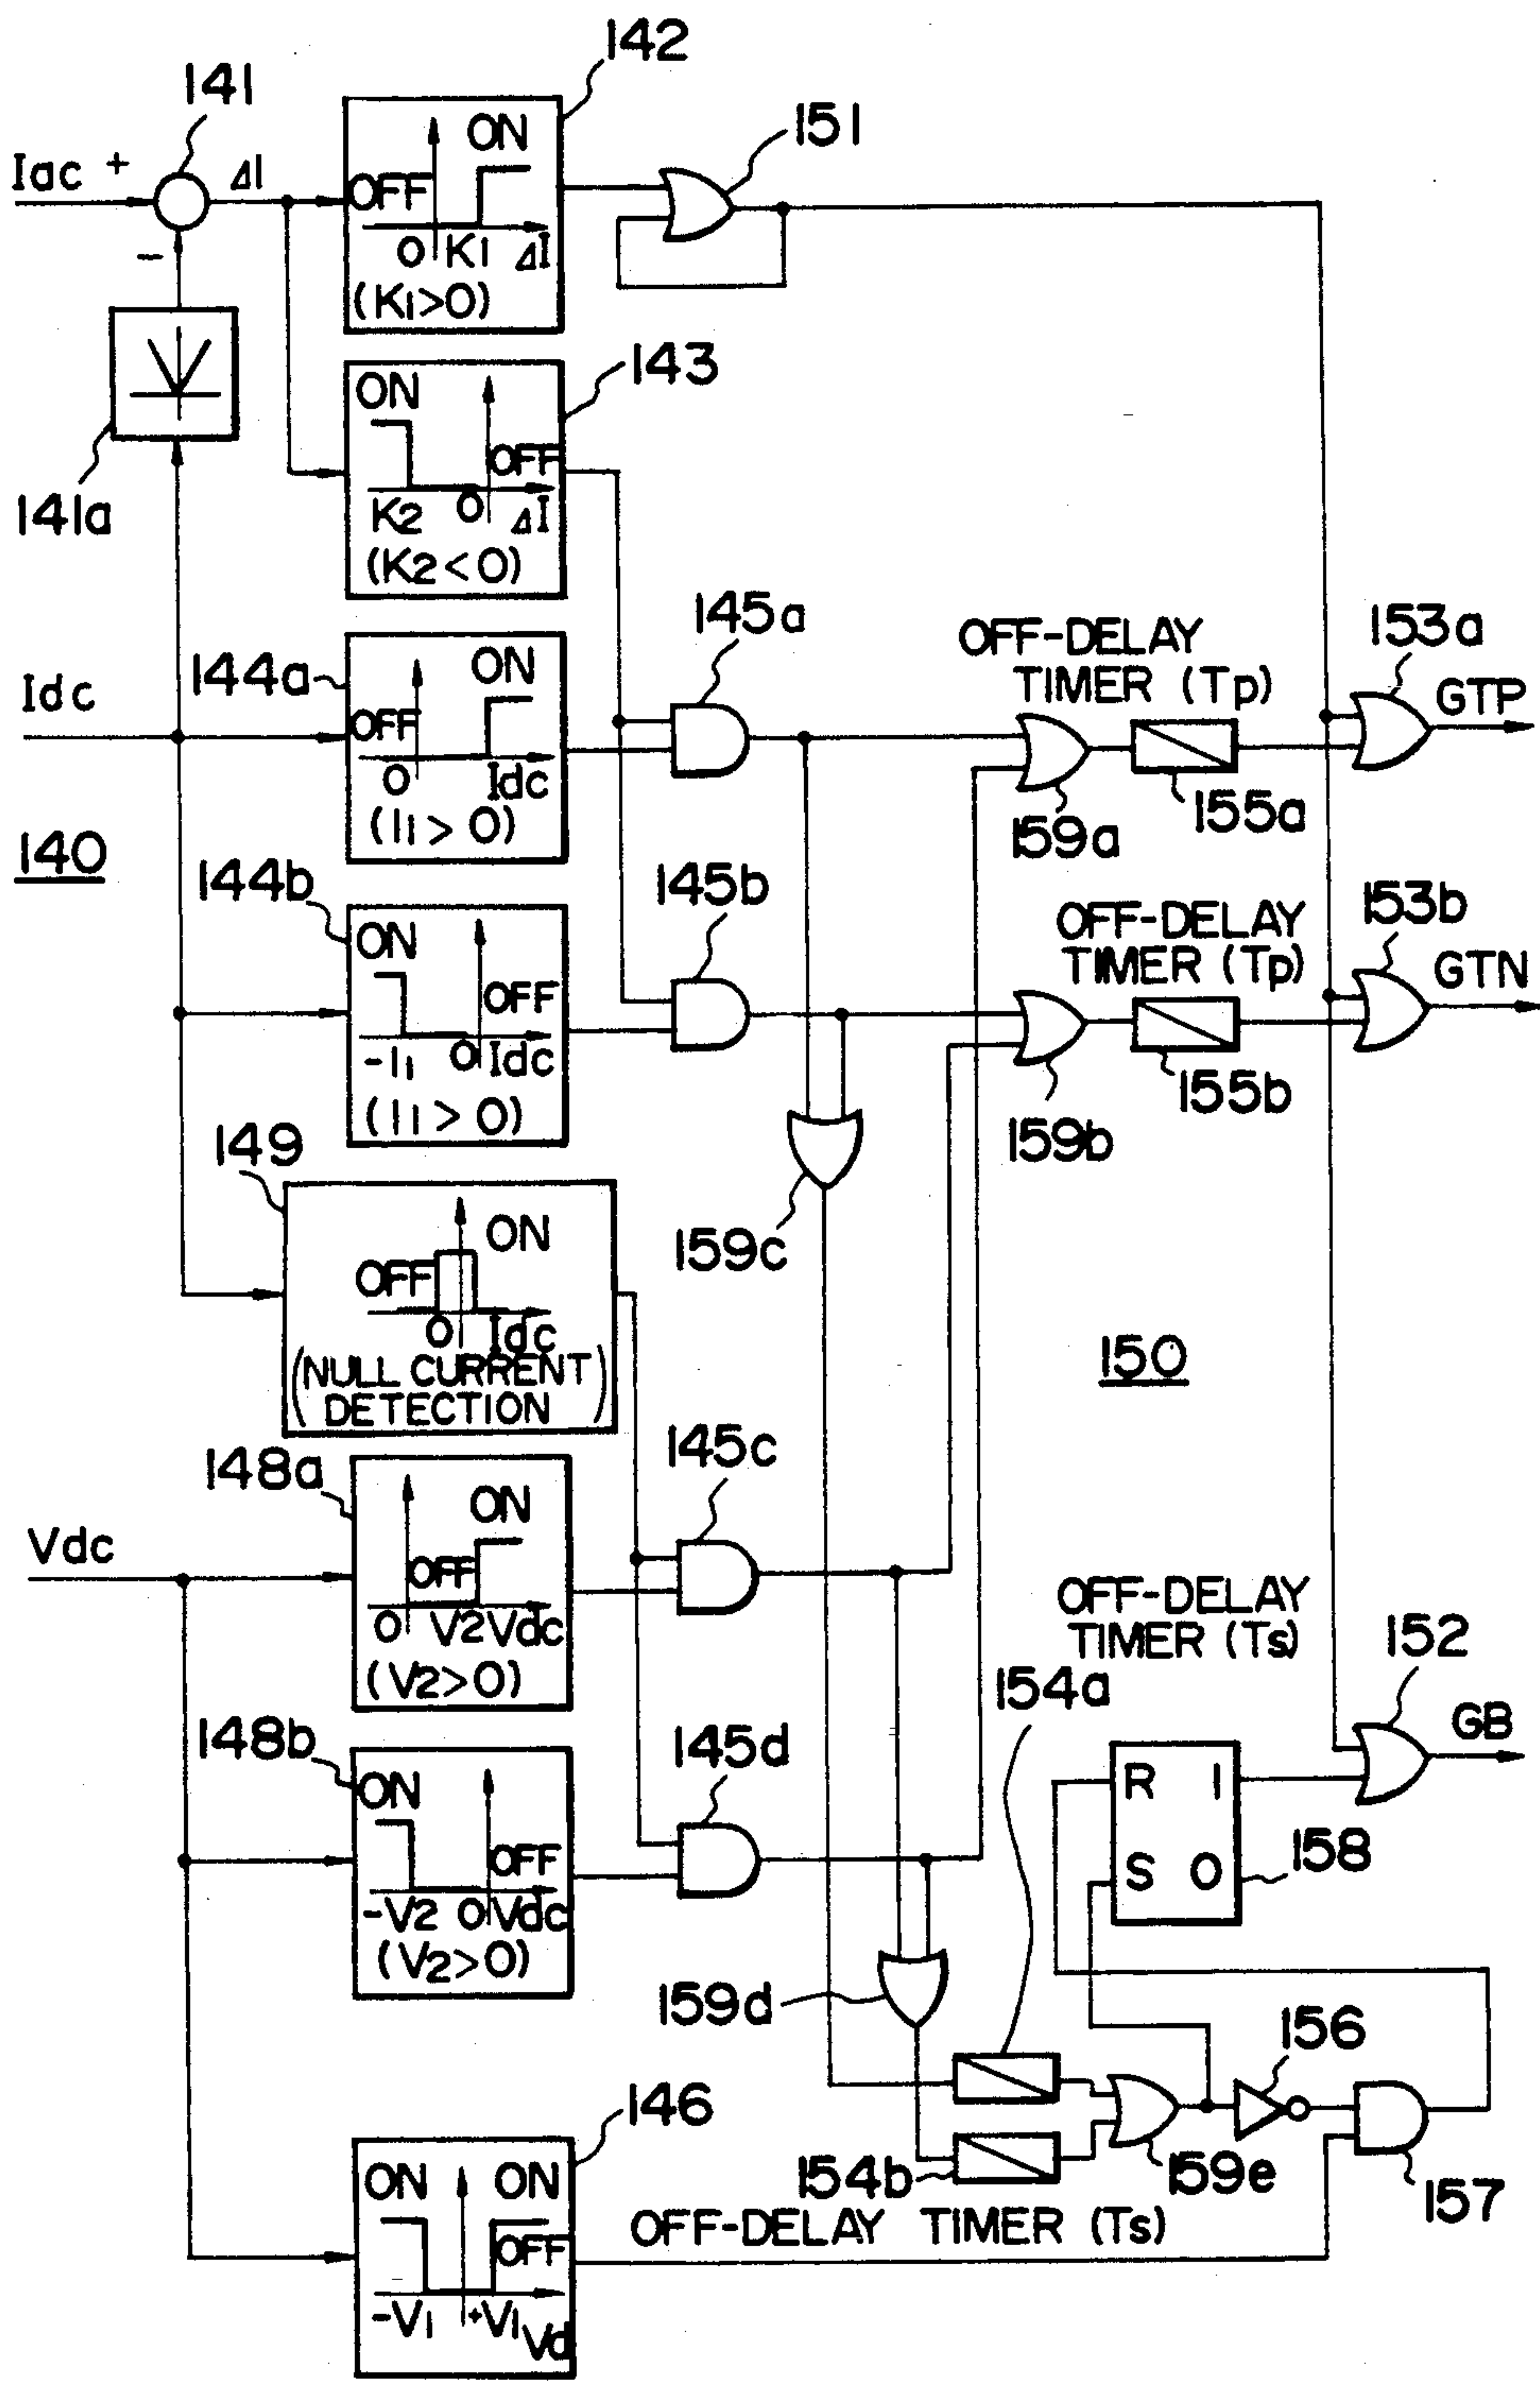 142
141
ON
151
Iac +
ΔI
OFF
0 K1 ΔI
(K1>0)
-
143
ON
OFF
141a
K2 0 ΔI
(K2<0)
145a
OFF-DELAY
TIMER (Tp)
153a
144a
ON
Idc
GTP
OFF
0 Idc
(I1 > 0)
155a
159a
140
144b
145b
OFF-DELAY
TIMER (Tp)
153b
ON
GTN
OFF
-I1 0 Idc
(I1 > 0)
155b
159b
149
ON
159c
OFF
0 Idc
(NULL CURRENT
DETECTION)
150
148a
145c
ON
Vdc
OFF
0 V2 Vdc
(V2>0)
OFF-DELAY
TIMER (Ts)
152
154a
148b
145d
GB
ON
R 1
OFF
S 0
158
-V2 0 Vdc
(V2>0)
159d
156
146
154b
159e
157
ON ON
OFF-DELAY TIMER (Ts)
OFF
-V1 +V1 Vd